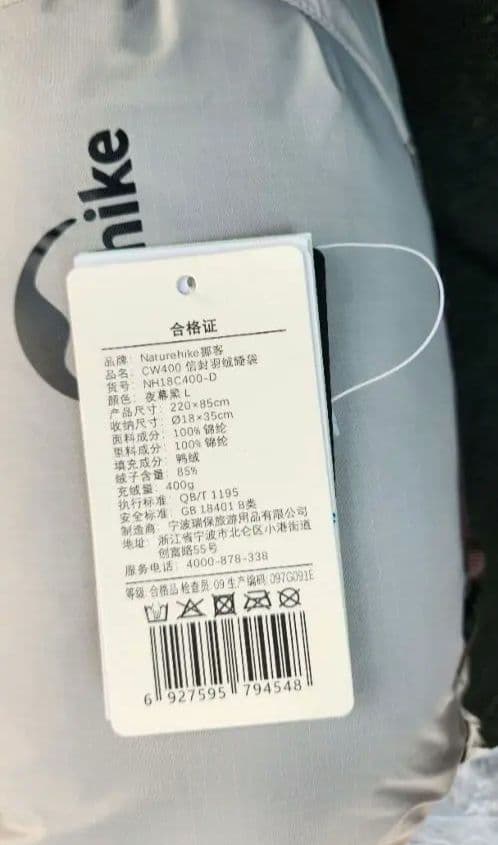 hike
合格证
品牌: Naturehike挪客
品名: CW400 信封羽绒睡袋
货号: NH18C400-D
颜色: 夜幕黑 L
产品尺寸: 220×85cm
收纳尺寸: Ø18×35cm
面料成分: 100% 锦纶
里料成分: 100% 锦纶
填充成分: 鸭绒
绒子含量: 85%
充绒量: 400g
执行标准: QB/T 1195
安全标准: GB 18401 B类
制造商: 宁波瑞保旅游用品有限公司
地址: 浙江省宁波市北仑区小港街道
创富路55号
服务电话: 4000-878-338
等级: 合格品 检查员: 09 生产编码: 097G091E
6 927595 794548